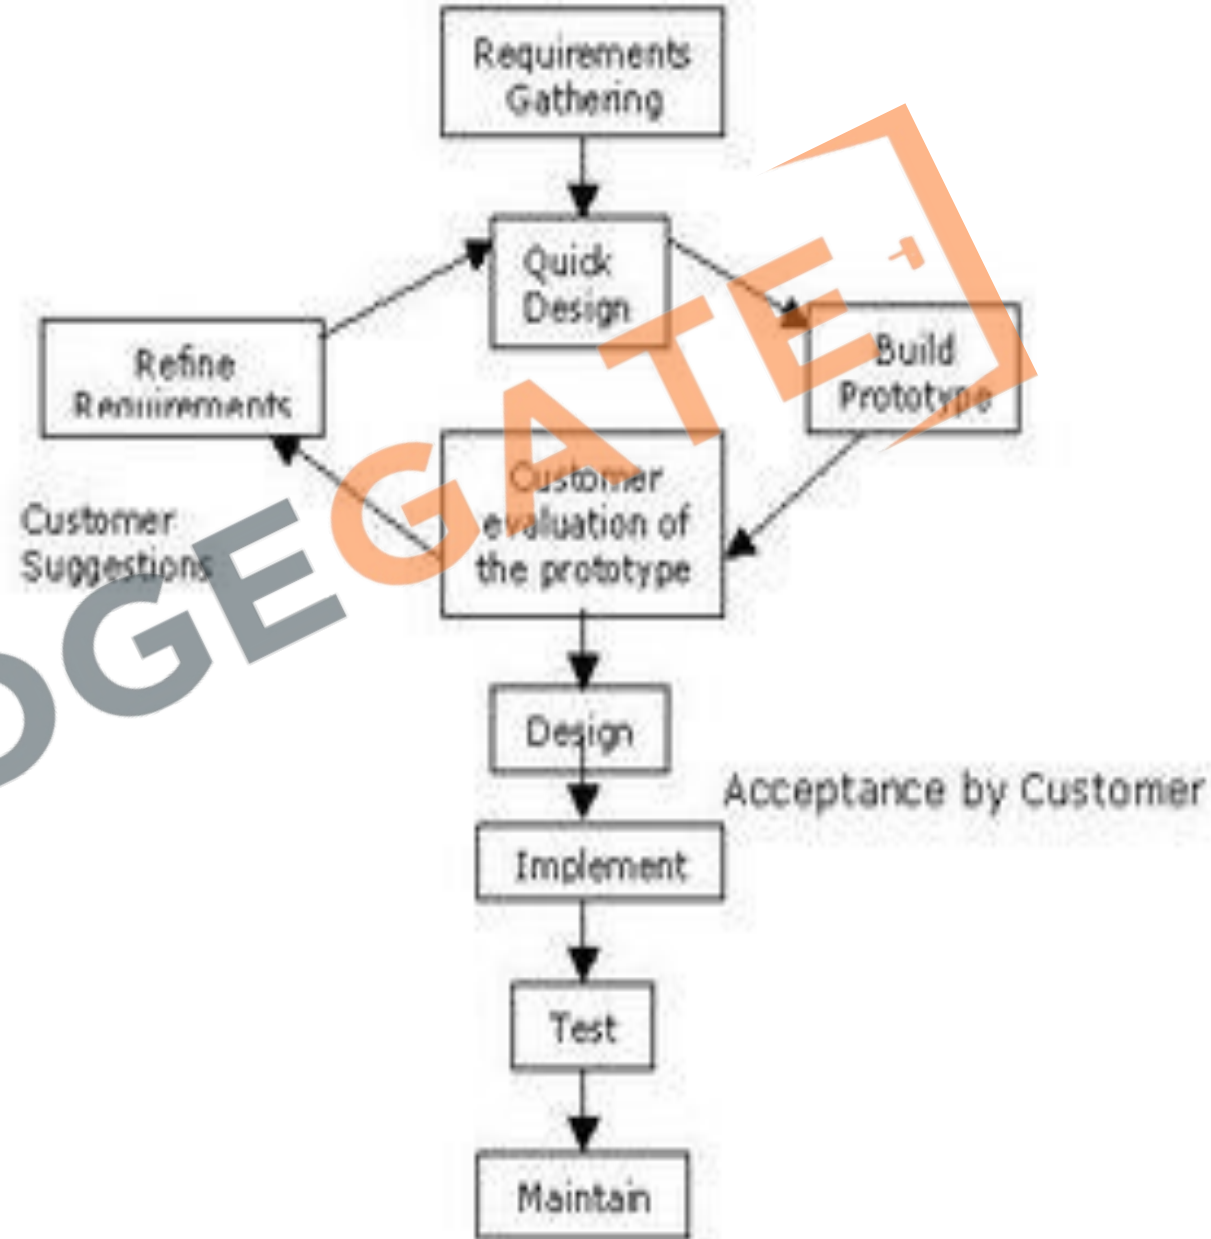 Requirements
Gathering
Quick
Design
Refine
Requirements
Build
Prototype
Customer
evaluation of
the prototype
Customer
Suggestions
Design
Acceptance by Customer
Implement
Test
Maintain
GEGATE